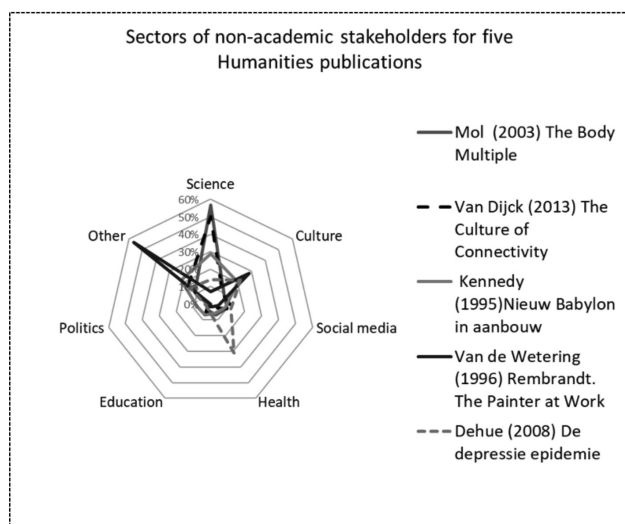 Sectors of non-academic stakeholders for five
Humanities publications
Science
60%
50%
40%
30%
20%
10%
0%
Culture
Social media
Health
Education
Politics
Other
Mol (2003) The Body
Multiple
Van Dijck (2013) The
Culture of
Connectivity
Kennedy
(1995)Nieuw Babylon
in aanbouw
Van de Wetering
(1996) Rembrandt.
The Painter at Work
Dehue (2008) De
depressie epidemie